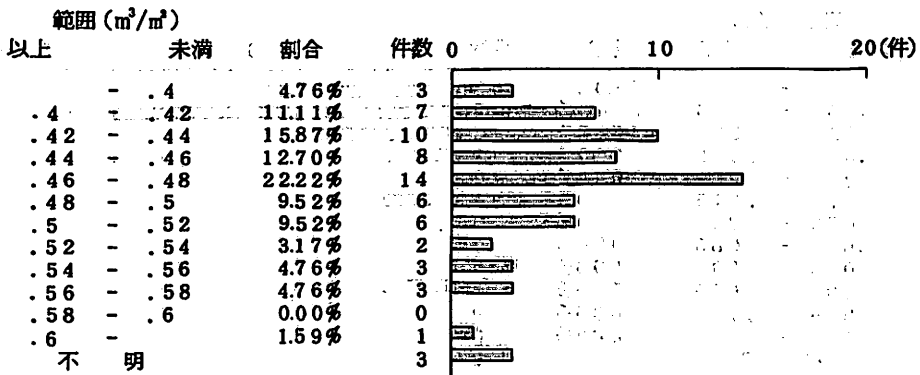 範囲(m³/m²)
以上 未満 割合 件数 0 10 20(件)
- .4 4.76% 3
.4 - .42 11.11% 7
.42 - .44 15.87% 10
.44 - .46 12.70% 8
.46 - .48 22.22% 14
.48 - .5 9.52% 6
.5 - .52 9.52% 6
.52 - .54 3.17% 2
.54 - .56 4.76% 3
.56 - .58 4.76% 3
.58 - .6 0.00% 0
.6 - 1.59% 1
不明 3